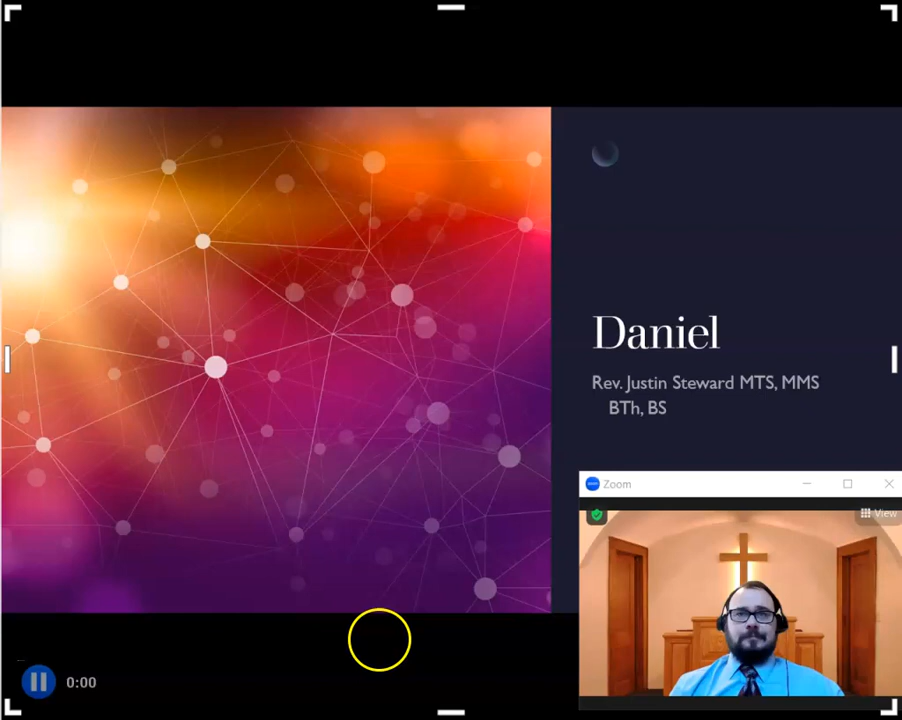 Daniel
Rev. Justin Steward MTS, MMS
BTh, BS
Zoom
View
0:00